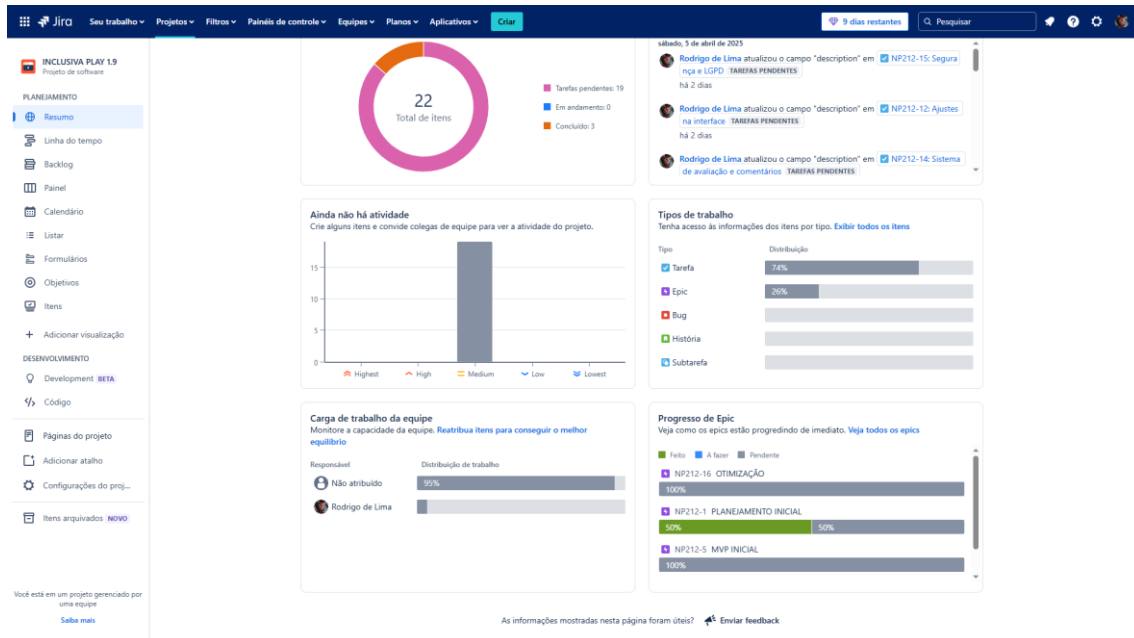 Jira
Seu trabalho
Projetos
Filtros
Painéis de controle
Equipes
Planos
Aplicativos
Criar
9 dias restantes
Pesquisar
INCLUSIVA PLAY 1.9
Projeto de software
PLANEJAMENTO
Resumo
Linha do tempo
Backlog
Painel
Calendário
Listar
Formulários
Objetivos
Itens
Adicionar visualização
DESENVOLVIMENTO
Development BETA
Código
Páginas do projeto
Adicionar atalho
Configurações do proj...
Itens arquivados NOVO
Você está em um projeto gerenciado por
uma equipe
Saiba mais
22
Total de itens
Tarefas pendentes: 19
Em andamento: 0
Concluído: 3
sábado, 5 de abril de 2025
Rodrigo de Lima atualizou o campo "description" em NP212-15: Segura
nça e LGPD TAREFAS PENDENTES
há 2 dias
Rodrigo de Lima atualizou o campo "description" em NP212-12: Ajustes
na interface TAREFAS PENDENTES
há 2 dias
Rodrigo de Lima atualizou o campo "description" em NP212-14: Sistema
de avaliação e comentários TAREFAS PENDENTES
Ainda não há atividade
Crie alguns itens e convide colegas de equipe para ver a atividade do projeto.
15
10
5
0
Highest
High
Medium
Low
Lowest
Tipos de trabalho
Tenha acesso às informações dos itens por tipo. Exibir todos os itens
Tipo
Distribuição
Tarefa
74%
Epic
26%
Bug
História
Subtarefa
Carga de trabalho da equipe
Monitore a capacidade da equipe. Reatribua itens para conseguir o melhor
equilíbrio
Responsável
Distribuição de trabalho
Não atribuído
95%
Rodrigo de Lima
Progresso de Epic
Veja como os epics estão progredindo de imediato. Veja todos os epics
Feito
A fazer
Pendente
NP212-16 OTIMIZAÇÃO
100%
NP212-1 PLANEJAMENTO INICIAL
50%
50%
NP212-5 MVP INICIAL
100%
As informações mostradas nesta página foram úteis?
Enviar feedback